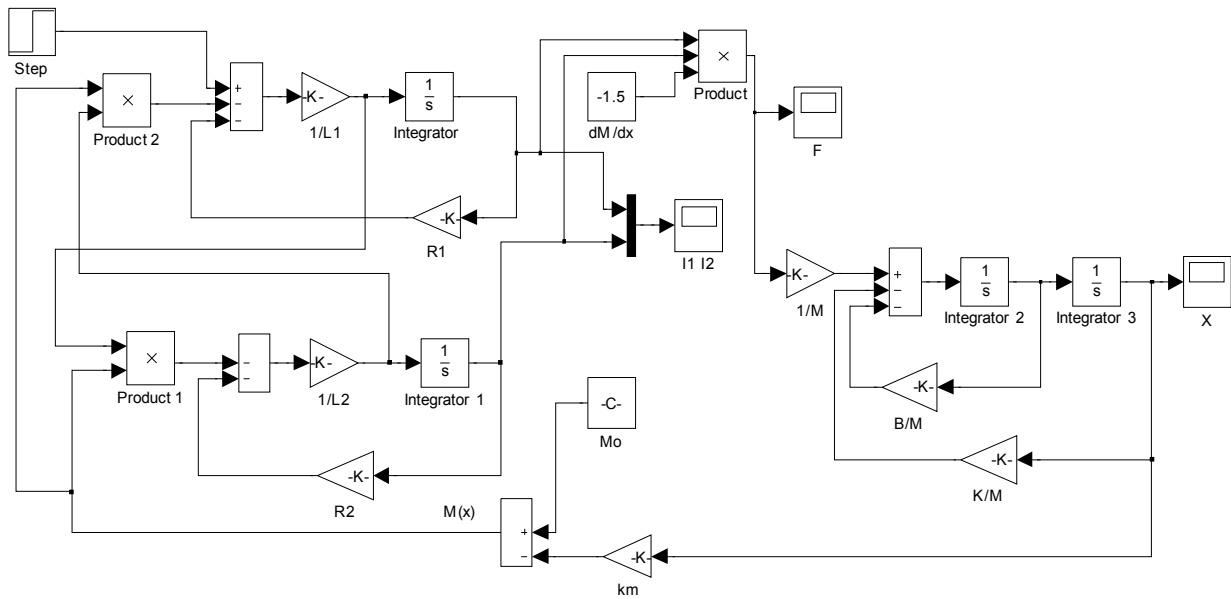 Step
×
Product 2
+
−
−
-K-
1/L1
1
s
Integrator
-K-
R1
-1.5
dM/dx
×
Product
F
I1 I2
-K-
1/M
+
−
−
1
s
Integrator 2
1
s
Integrator 3
X
-K-
B/M
-K-
K/M
×
Product 1
−
−
-K-
1/L2
1
s
Integrator 1
-K-
R2
-C-
Mo
M(x)
+
−
-K-
km